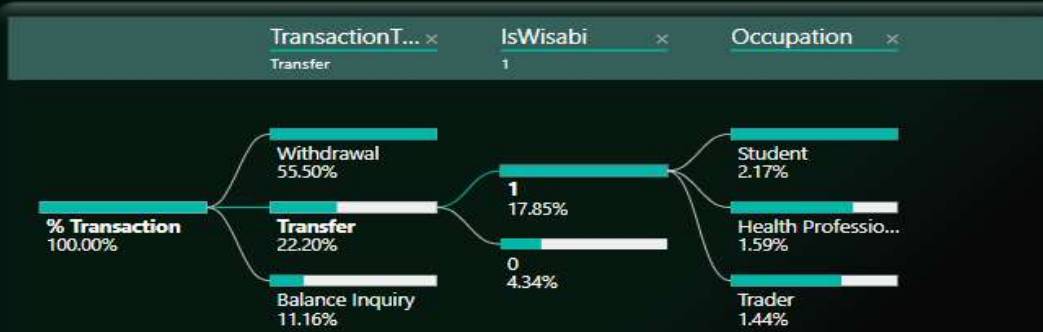 TransactionT... × IsWisabi × Occupation ×
Transfer 1
Withdrawal
55.50%
Student
2.17%
1
17.85%
% Transaction
100.00%
Transfer
22.20%
Health Professio...
1.59%
0
4.34%
Balance Inquiry
11.16%
Trader
1.44%